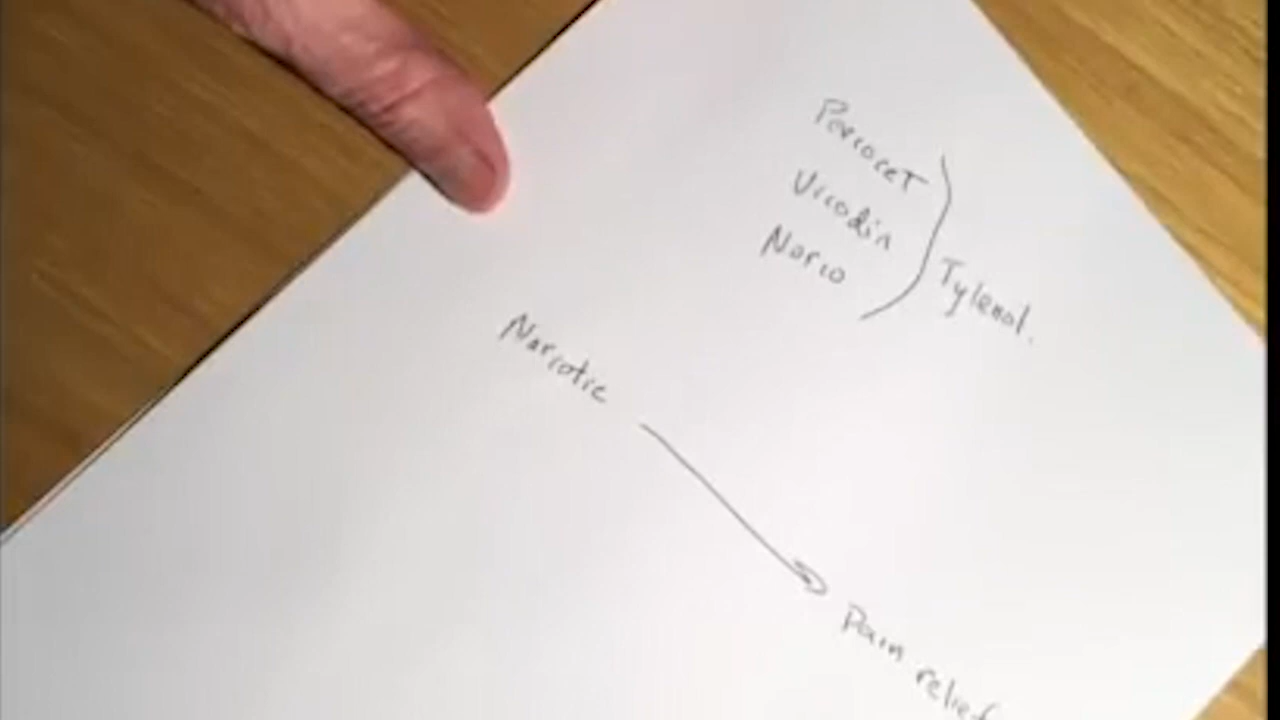 Percocet
Vicodin
Norco
Tylenol.
Narcotic
Pain relief